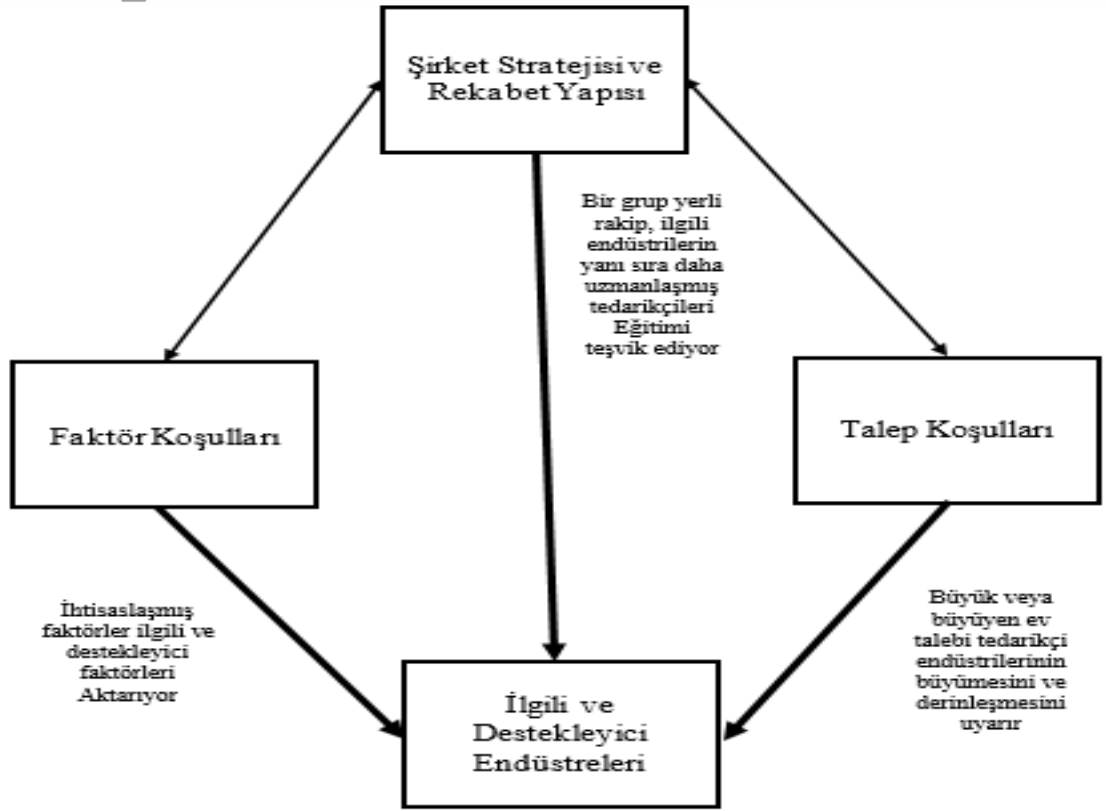 Şirket Stratejisi ve
Rekabet Yapısı
Bir grup yerli
rakip, ilgili
endüstrilerin
yanı sıra daha
uzmanlaşmış
tedarikçileri
Eğitimi
teşvik ediyor
Faktör Koşulları
Talep Koşulları
İhtisaslaşmış
faktörler ilgili ve
destekleyici
faktörleri
Aktarıyor
Büyük veya
büyüyen ev
talebi tedarikçi
endüstrilerinin
büyümesini ve
derinleşmesini
uyarır
İlgili ve
Destekleyici
Endüstreleri